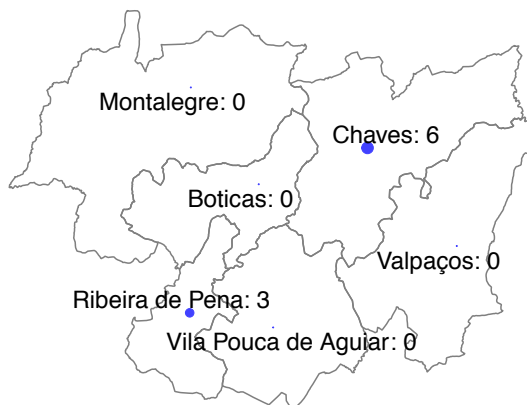 Montalegre: 0
Chaves: 6
Boticas: 0
Valpaços: 0
Ribeira de Pena: 3
Vila Pouca de Aguiar: 0